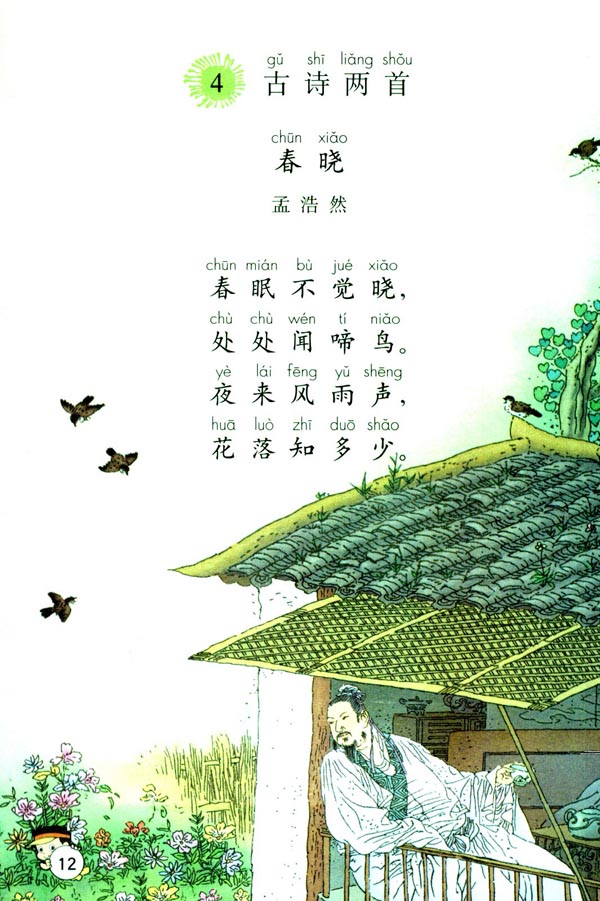 gǔ shī liǎng shǒu
4 古诗两首
chūn xiǎo
春晓
孟浩然
chūn mián bù jué xiǎo
春眠不觉晓，
chù chù wén tí niǎo
处处闻啼鸟。
yè lái fēng yǔ shēng
夜来风雨声，
huā luò zhī duō shǎo
花落知多少。
12